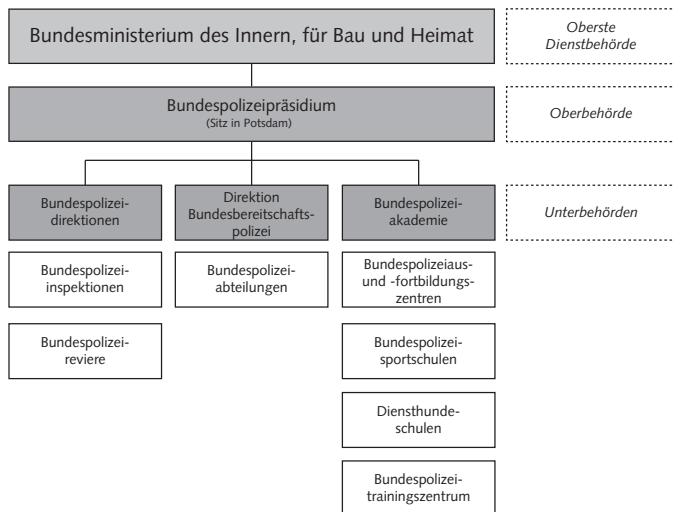 Bundesministerium des Innern, für Bau und Heimat
Oberste
Dienstbehörde
Bundespolizeipräsidium
(Sitz in Potsdam)
Oberbehörde
Bundespolizei-
direktionen
Direktion
Bundesbereitschafts-
polizei
Bundespolizei-
akademie
Unterbehörden
Bundespolizei-
inspektionen
Bundespolizei-
abteilungen
Bundespolizeiaus-
und -fortbildungs-
zentren
Bundespolizei-
reviere
Bundespolizei-
sportschulen
Diensthunde-
schulen
Bundespolizei-
trainingszentrum